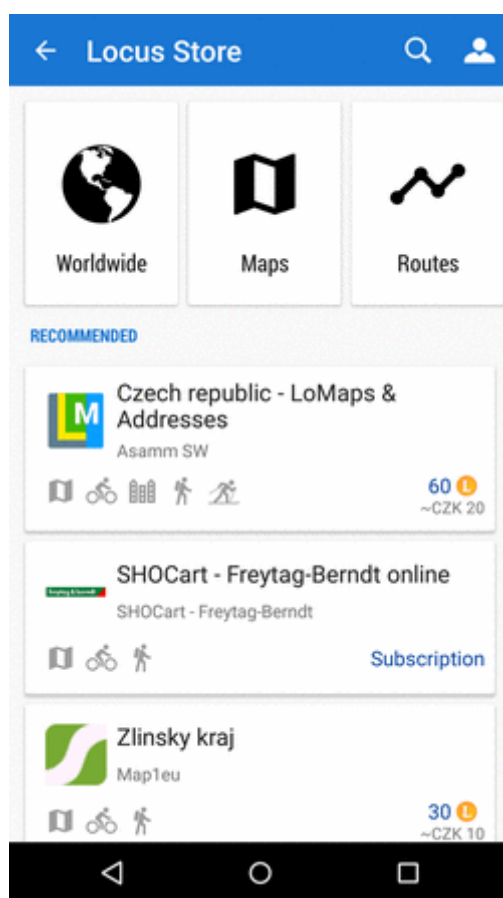 Locus Store
Worldwide
Maps
Routes
RECOMMENDED
Czech republic - LoMaps &
Addresses
Asamm SW
60 L
~CZK 20
SHOCart - Freytag-Berndt online
SHOCart - Freytag-Berndt
Subscription
Zlinsky kraj
Map1eu
30 L
~CZK 10